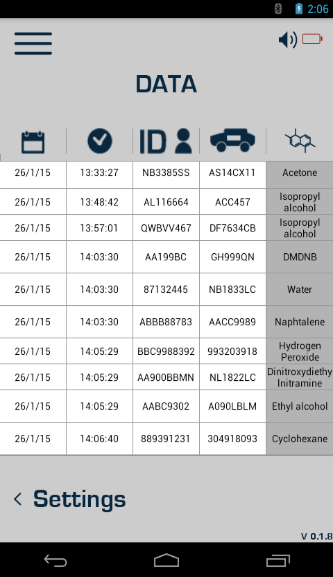 2:06
DATA
ID
26/1/15 13:33:27 NB3385SS AS14CX11 Acetone
26/1/15 13:48:42 AL116664 ACC457 Isopropyl
alcohol
26/1/15 13:57:01 QWBVV467 DF7634CB Isopropyl
alcohol
26/1/15 14:03:30 AA199BC GH999QN DMDNB
26/1/15 14:03:30 87132445 NB1833LC Water
26/1/15 14:03:30 ABBB88783 AACC9989 Naphtalene
26/1/15 14:05:29 BBC9988392 993203918 Hydrogen
Peroxide
26/1/15 14:05:29 AA900BBMN NL1822LC Dinitroxydiethy
lnitramine
26/1/15 14:05:29 AABC9302 A090LBLM Ethyl alcohol
26/1/15 14:06:40 889391231 304918093 Cyclohexane
Settings
V 0.1.8